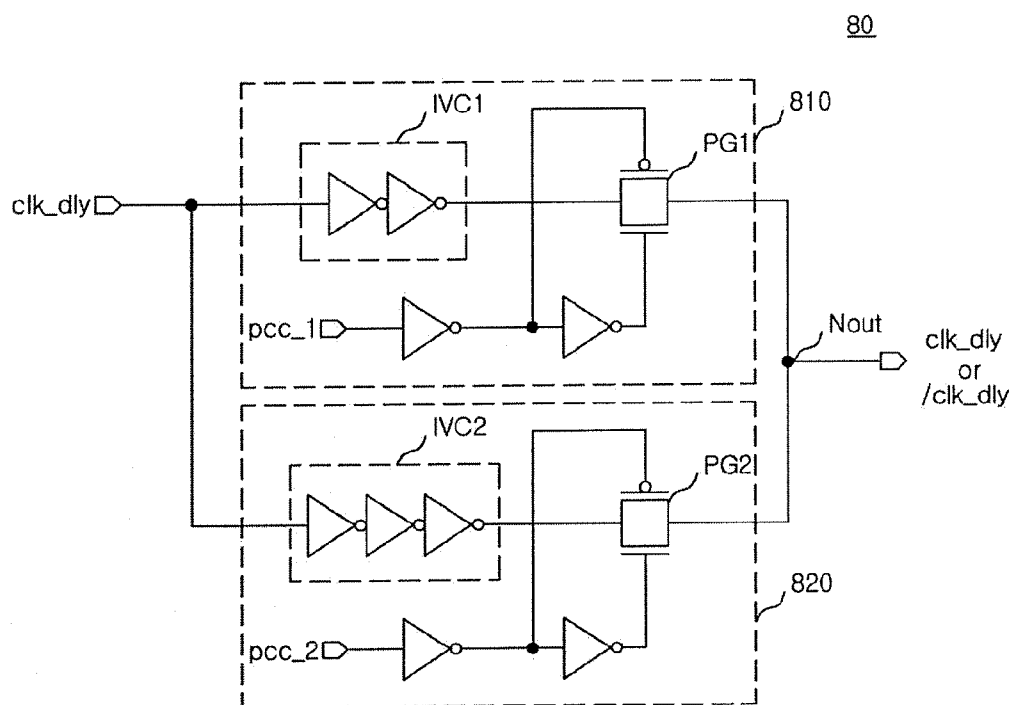 80
IVC1
810
PG1
clk_dly
pcc_1
Nout
clk_dly
or
/clk_dly
IVC2
PG2
820
pcc_2